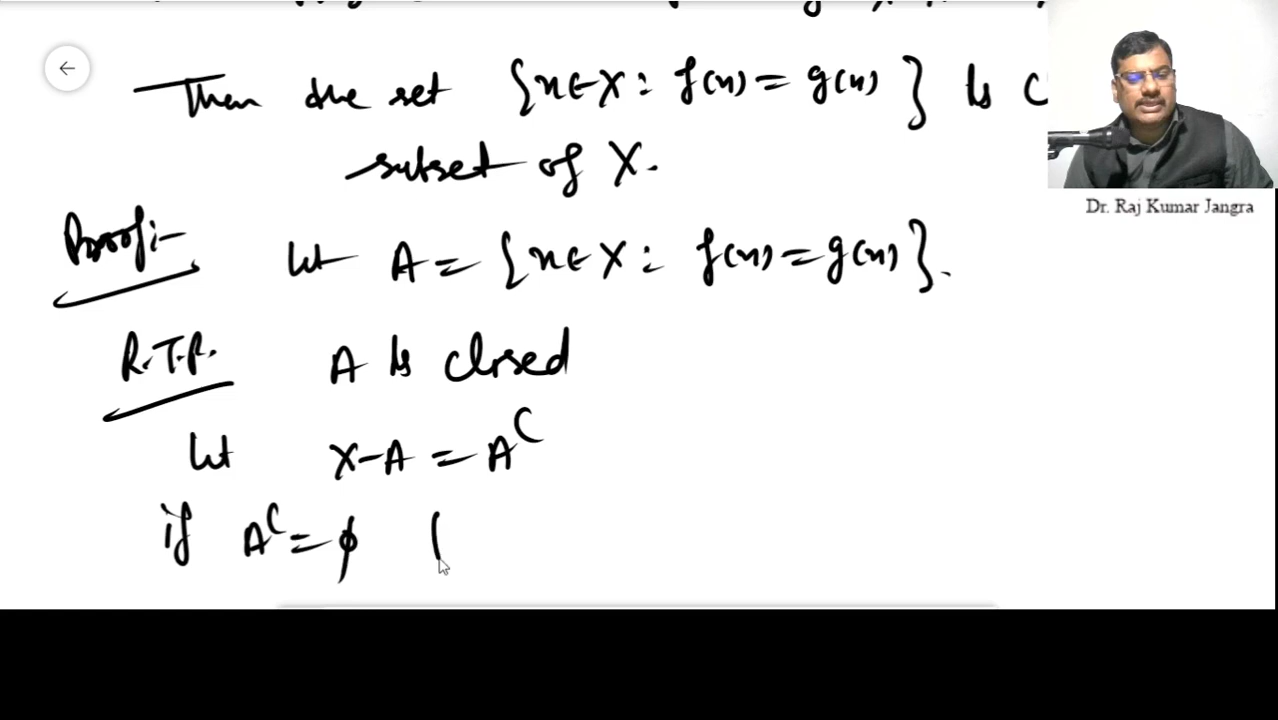 Then the set {x∈X : f(x) = g(x)} is c
subset of X.
Dr. Raj Kumar Jangra
Proof:- let A = {x∈X : f(x) = g(x)}.
R.T.P. A is closed
let X-A = A^C
if A^C = φ (